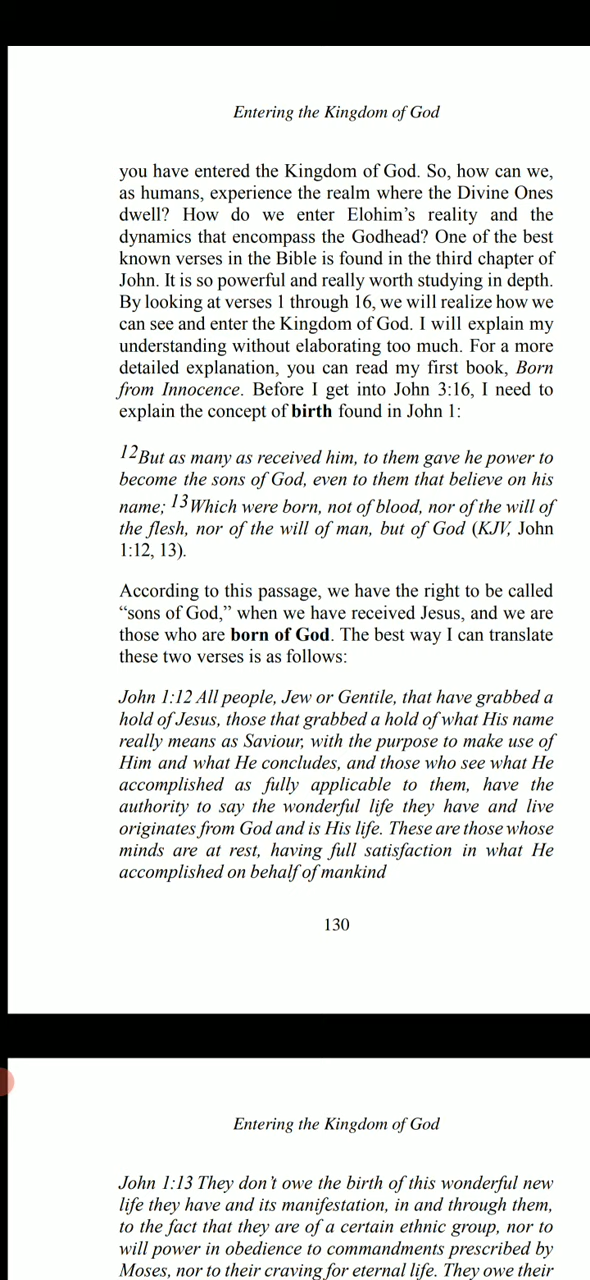 Entering the Kingdom of God
you have entered the Kingdom of God. So, how can we,
as humans, experience the realm where the Divine Ones
dwell? How do we enter Elohim’s reality and the
dynamics that encompass the Godhead? One of the best
known verses in the Bible is found in the third chapter of
John. It is so powerful and really worth studying in depth.
By looking at verses 1 through 16, we will realize how we
can see and enter the Kingdom of God. I will explain my
understanding without elaborating too much. For a more
detailed explanation, you can read my first book, Born
from Innocence. Before I get into John 3:16, I need to
explain the concept of birth found in John 1:
12But as many as received him, to them gave he power to
become the sons of God, even to them that believe on his
name; 13Which were born, not of blood, nor of the will of
the flesh, nor of the will of man, but of God (KJV, John
1:12, 13).
According to this passage, we have the right to be called
“sons of God,” when we have received Jesus, and we are
those who are born of God. The best way I can translate
these two verses is as follows:
John 1:12 All people, Jew or Gentile, that have grabbed a
hold of Jesus, those that grabbed a hold of what His name
really means as Saviour, with the purpose to make use of
Him and what He concludes, and those who see what He
accomplished as fully applicable to them, have the
authority to say the wonderful life they have and live
originates from God and is His life. These are those whose
minds are at rest, having full satisfaction in what He
accomplished on behalf of mankind
130
Entering the Kingdom of God
John 1:13 They don’t owe the birth of this wonderful new
life they have and its manifestation, in and through them,
to the fact that they are of a certain ethnic group, nor to
will power in obedience to commandments prescribed by
Moses, nor to their craving for eternal life. They owe their